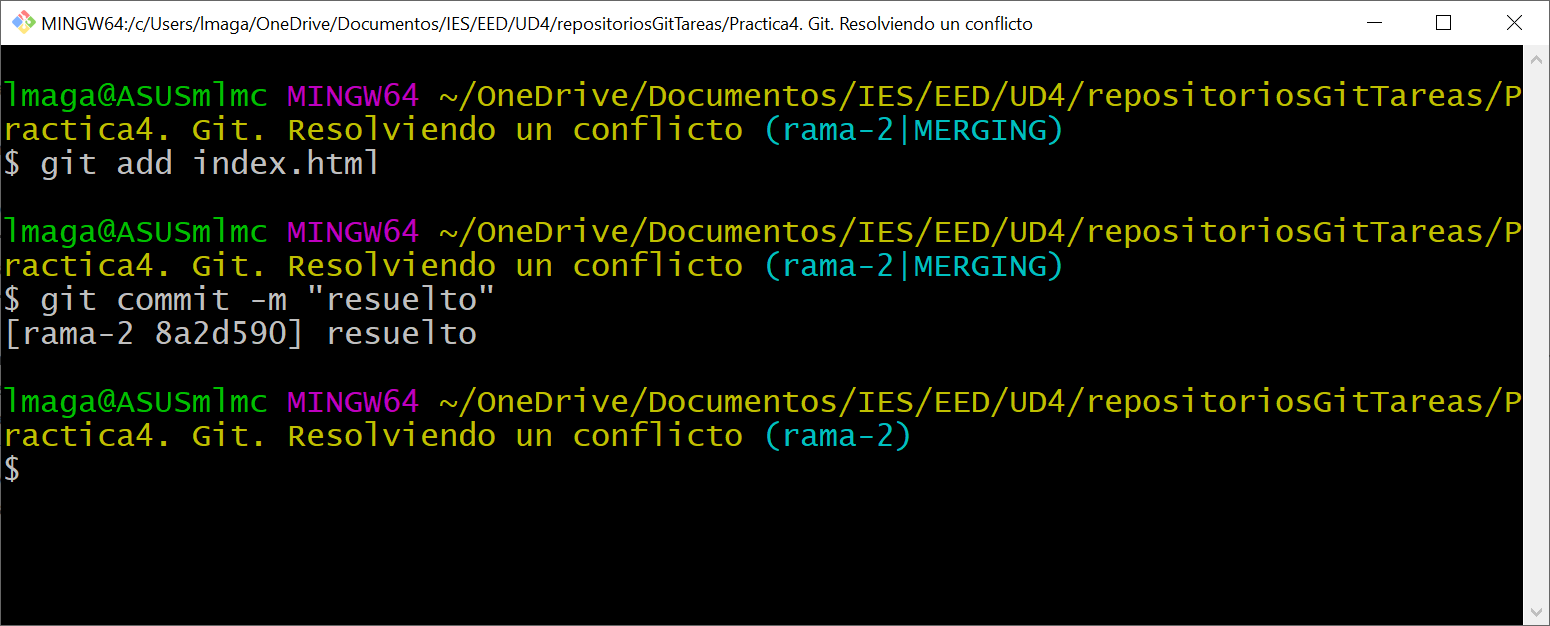 MINGW64:/c/Users/lmaga/OneDrive/Documentos/IES/EED/UD4/repositoriosGitTareas/Practica4. Git. Resolviendo un conflicto
lmaga@ASUSmlmc MINGW64 ~/OneDrive/Documentos/IES/EED/UD4/repositoriosGitTareas/P
ractica4. Git. Resolviendo un conflicto (rama-2|MERGING)
$ git add index.html
lmaga@ASUSmlmc MINGW64 ~/OneDrive/Documentos/IES/EED/UD4/repositoriosGitTareas/P
ractica4. Git. Resolviendo un conflicto (rama-2|MERGING)
$ git commit -m "resuelto"
[rama-2 8a2d590] resuelto
lmaga@ASUSmlmc MINGW64 ~/OneDrive/Documentos/IES/EED/UD4/repositoriosGitTareas/P
ractica4. Git. Resolviendo un conflicto (rama-2)
$